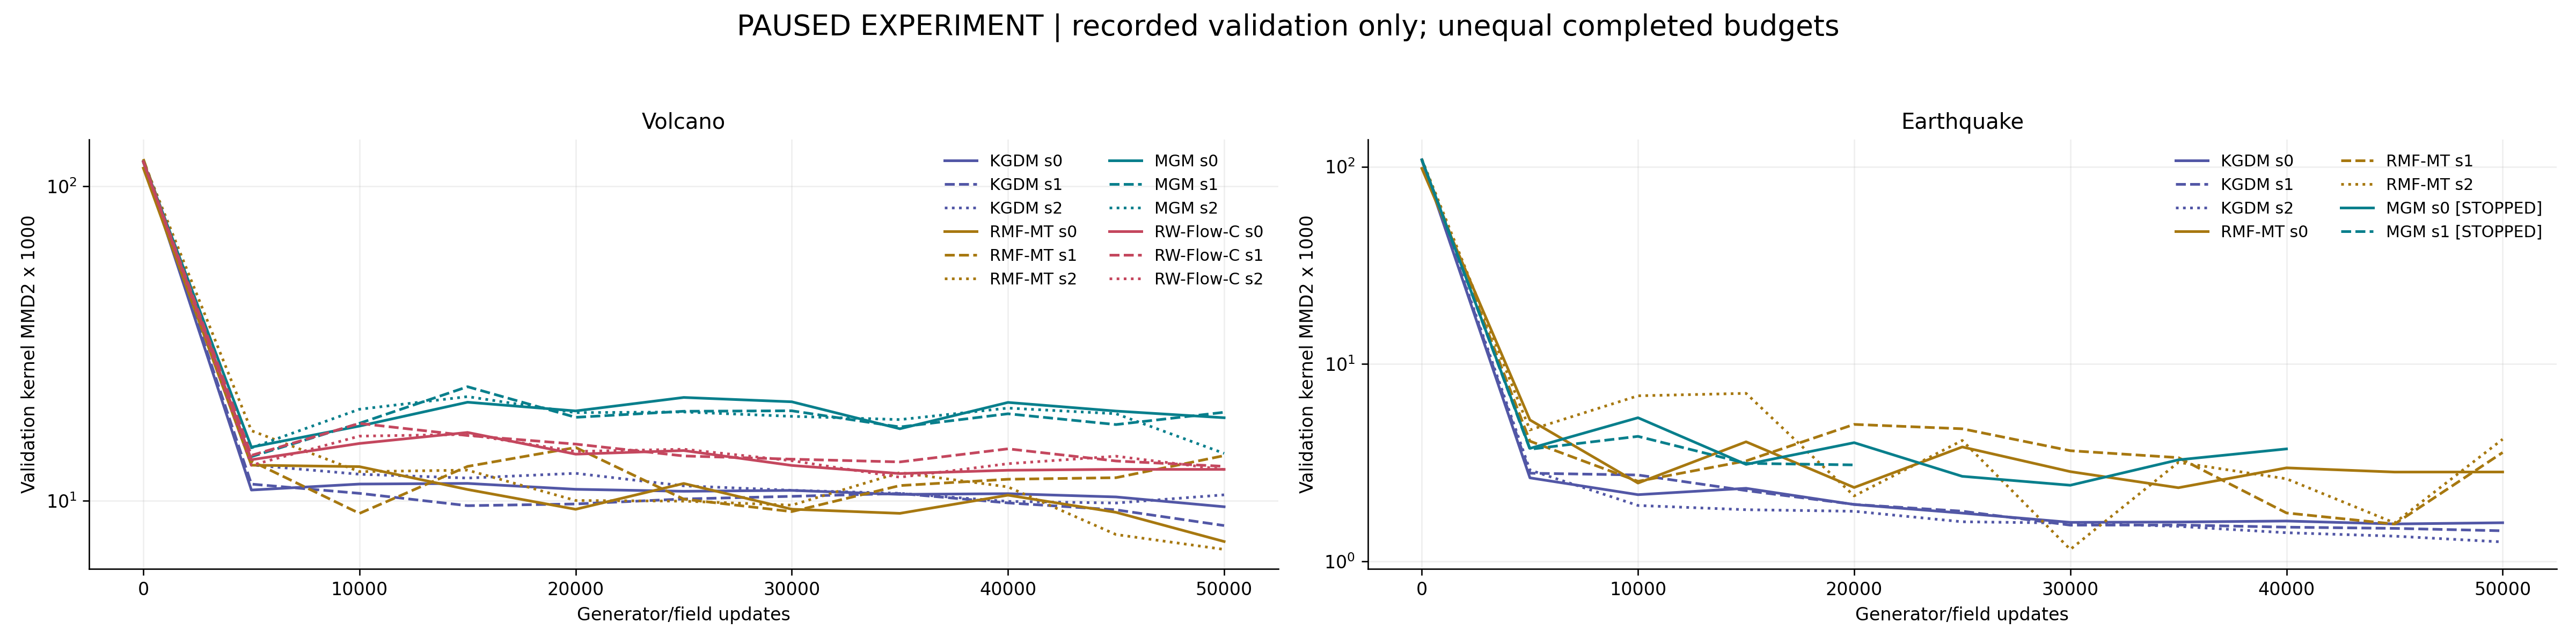 PAUSED EXPERIMENT | recorded validation only; unequal completed budgets
Volcano
Validation kernel MMD2 x 1000
10²
10¹
KGDM s0
KGDM s1
KGDM s2
RMF-MT s0
RMF-MT s1
RMF-MT s2
MGM s0
MGM s1
MGM s2
RW-Flow-C s0
RW-Flow-C s1
RW-Flow-C s2
0 10000 20000 30000 40000 50000
Generator/field updates
Earthquake
Validation kernel MMD2 x 1000
10²
10¹
10⁰
KGDM s0
KGDM s1
KGDM s2
RMF-MT s0
RMF-MT s1
RMF-MT s2
MGM s0 [STOPPED]
MGM s1 [STOPPED]
0 10000 20000 30000 40000 50000
Generator/field updates